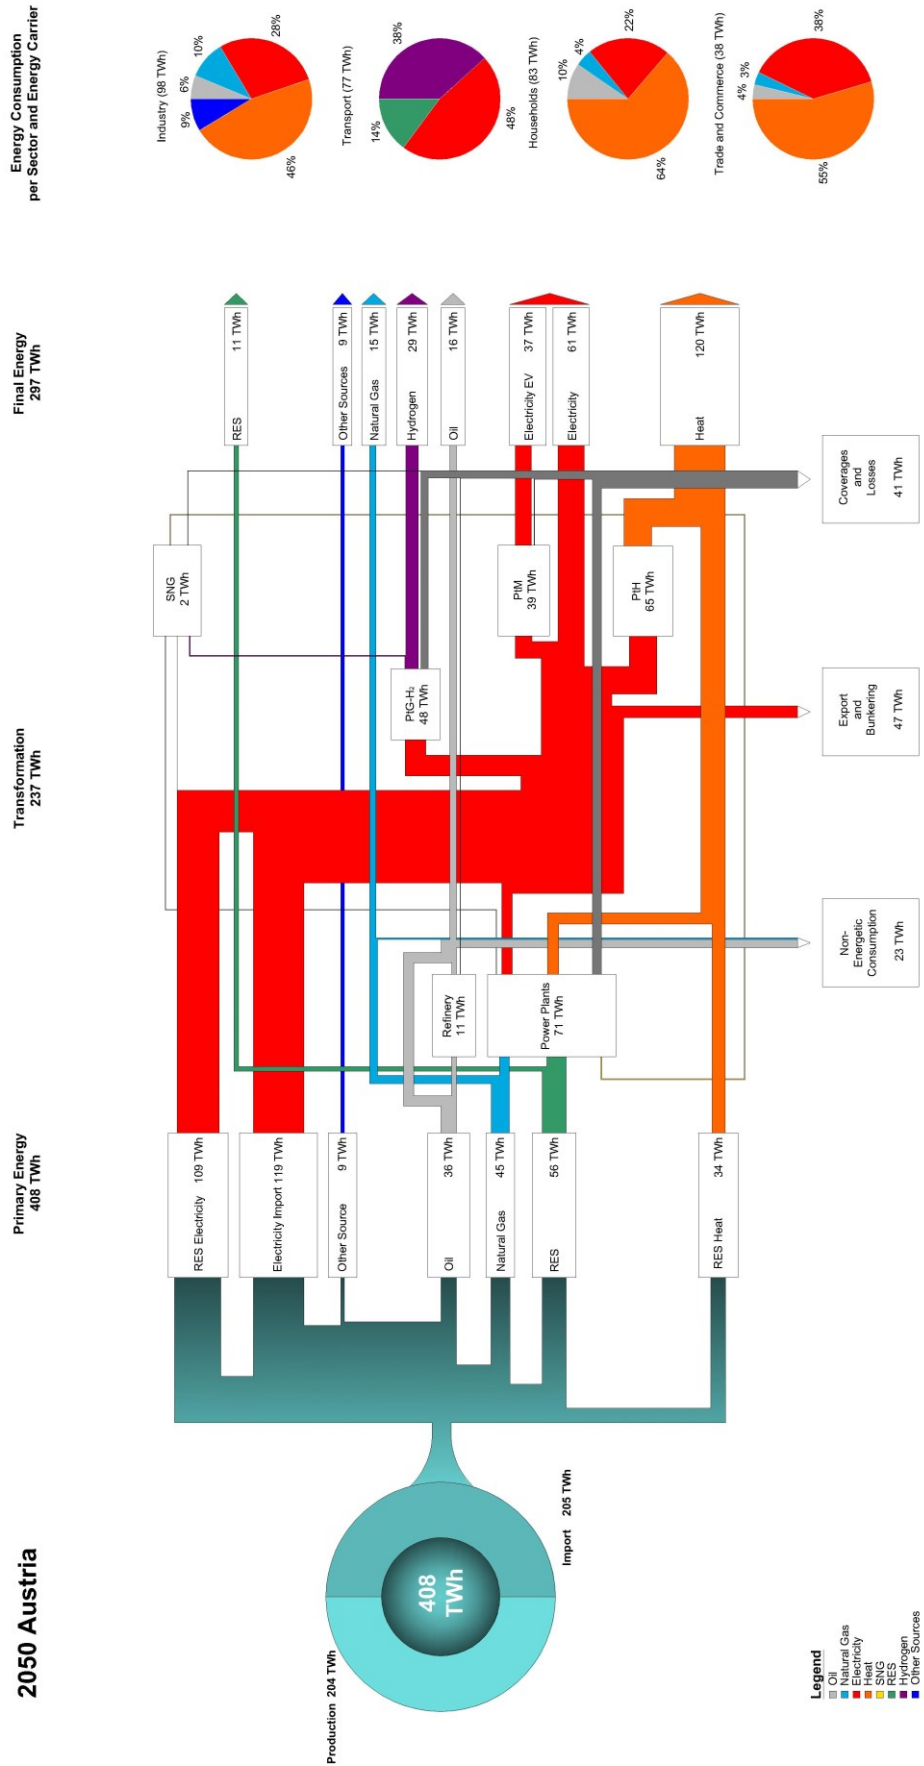 2050 Austria
Primary Energy
408 TWh
Transformation
237 TWh
Final Energy
297 TWh
Energy Consumption
per Sector and Energy Carrier
Production 204 TWh
408
TWh
Import 205 TWh
RES Electricity 109 TWh
Electricity Import 119 TWh
Other Source 9 TWh
Oil 36 TWh
Natural Gas 45 TWh
RES 56 TWh
RES Heat 34 TWh
Refinery
11 TWh
Power Plants
71 TWh
SNG
2 TWh
PtG-H₂
48 TWh
PtM
39 TWh
PtH
65 TWh
RES 11 TWh
Other Sources 9 TWh
Natural Gas 15 TWh
Hydrogen 29 TWh
Oil 16 TWh
Electricity EV 37 TWh
Electricity 61 TWh
Heat 120 TWh
Non-
Energetic
Consumption
23 TWh
Export
and
Bunkering
47 TWh
Coverages
and
Losses
41 TWh
Industry (98 TWh)
9%
6%
10%
28%
46%
Transport (77 TWh)
14%
38%
48%
Households (83 TWh)
10%
4%
22%
64%
Trade and Commerce (38 TWh)
4%
3%
38%
55%
Legend
Oil
Natural Gas
Electricity
Heat
SNG
RES
Hydrogen
Other Sources